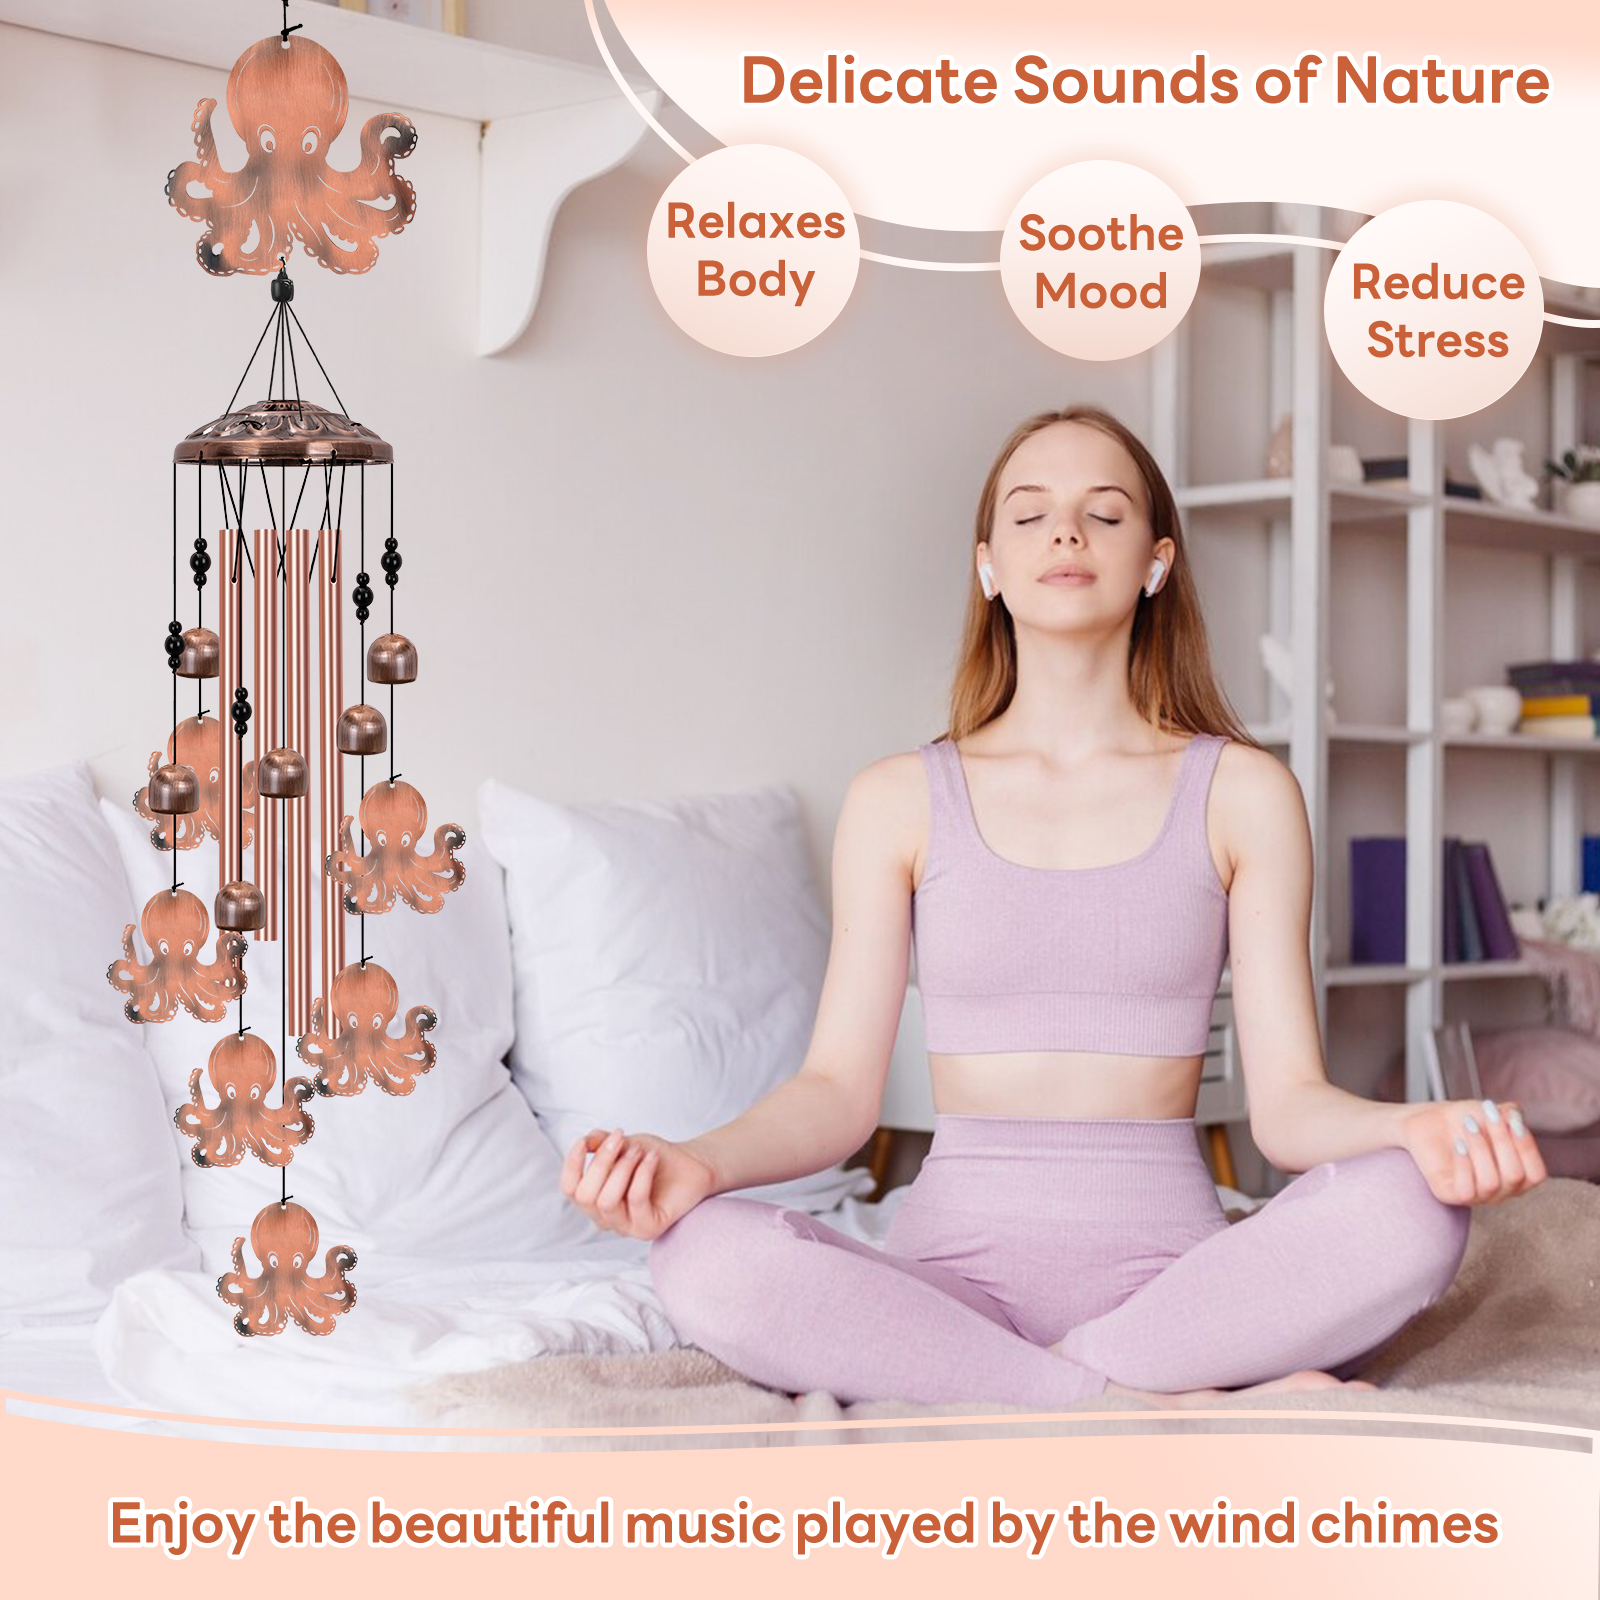 Delicate Sounds of Nature
Relaxes
Body
Soothe
Mood
Reduce
Stress
Enjoy the beautiful music played by the wind chimes